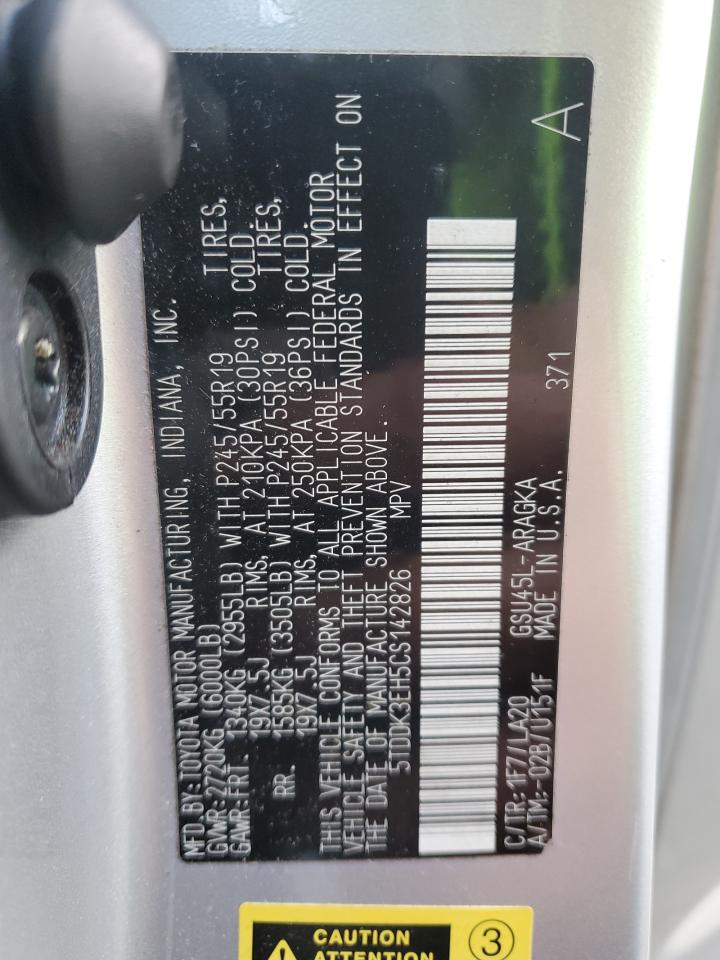 MFD.BY:TOYOTA MOTOR MANUFACTURING, INDIANA, INC.
GVWR:2720KG (6000LB)
GAWR:FRT. 1340KG (2955LB) WITH P245/55R19 TIRES,
19X7.5J RIMS, AT 210KPA (30PSI) COLD
RR. 1585KG (3505LB) WITH P245/55R19 TIRES,
19X7.5J RIMS, AT 250KPA (36PSI) COLD.
THIS VEHICLE CONFORMS TO ALL APPLICABLE FEDERAL MOTOR
VEHICLE SAFETY AND THEFT PREVENTION STANDARDS IN EFFECT ON
THE DATE OF MANUFACTURE SHOWN ABOVE.
5TDDK3EH5CS142826 MPV
C/TR:1F7/LA20 GSU45L-ARAGKA
A/TM:-02B/U151F MADE IN U.S.A. 371 A
CAUTION
ATTENTION
3